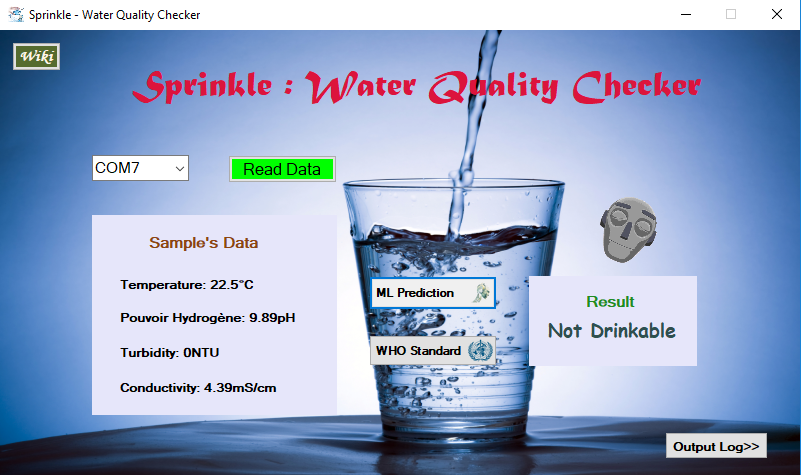 Sprinkle - Water Quality Checker
Wiki
Sprinkle : Water Quality Checker
COM7
Read Data
Sample's Data
Temperature: 22.5°C
Pouvoir Hydrogène: 9.89pH
Turbidity: 0NTU
Conductivity: 4.39mS/cm
ML Prediction
WHO Standard
Result
Not Drinkable
Output Log>>